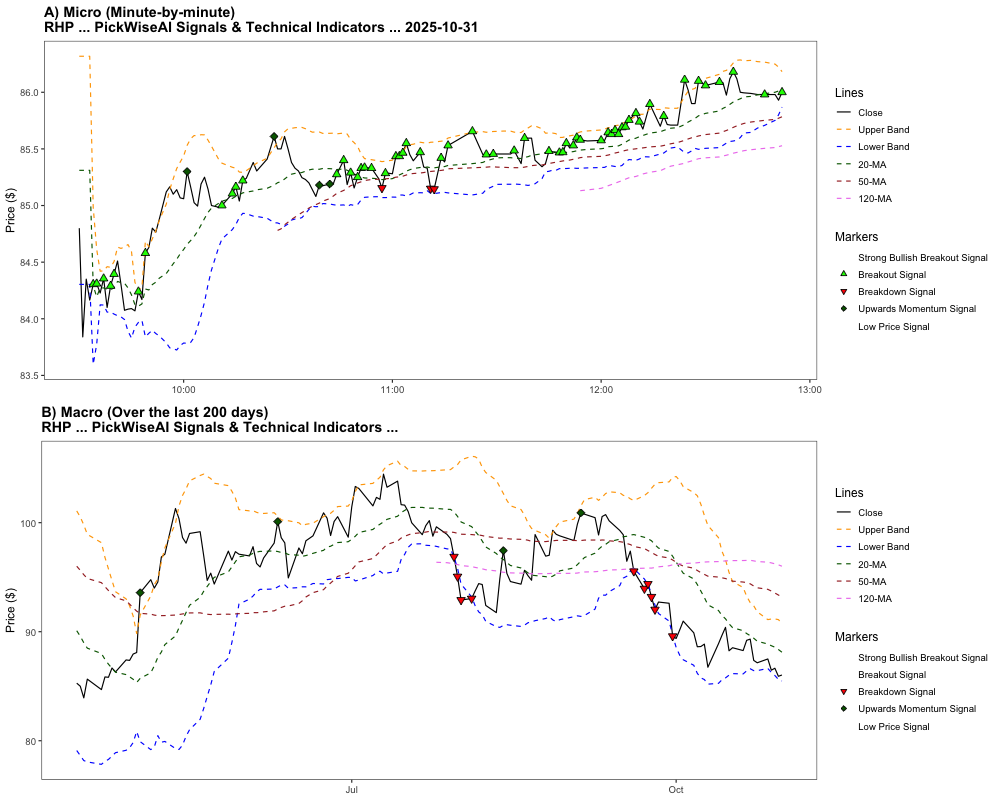 A) Micro (Minute-by-minute)
RHP ... PickWiseAI Signals & Technical Indicators ... 2025-10-31
Price ($)
86.0
85.5
85.0
84.5
84.0
83.5
10:00
11:00
12:00
13:00
Lines
Close
Upper Band
Lower Band
20-MA
50-MA
120-MA
Markers
Strong Bullish Breakout Signal
Breakout Signal
Breakdown Signal
Upwards Momentum Signal
Low Price Signal
B) Macro (Over the last 200 days)
RHP ... PickWiseAI Signals & Technical Indicators ...
Price ($)
100
90
80
Jul
Oct
Lines
Close
Upper Band
Lower Band
20-MA
50-MA
120-MA
Markers
Strong Bullish Breakout Signal
Breakout Signal
Breakdown Signal
Upwards Momentum Signal
Low Price Signal